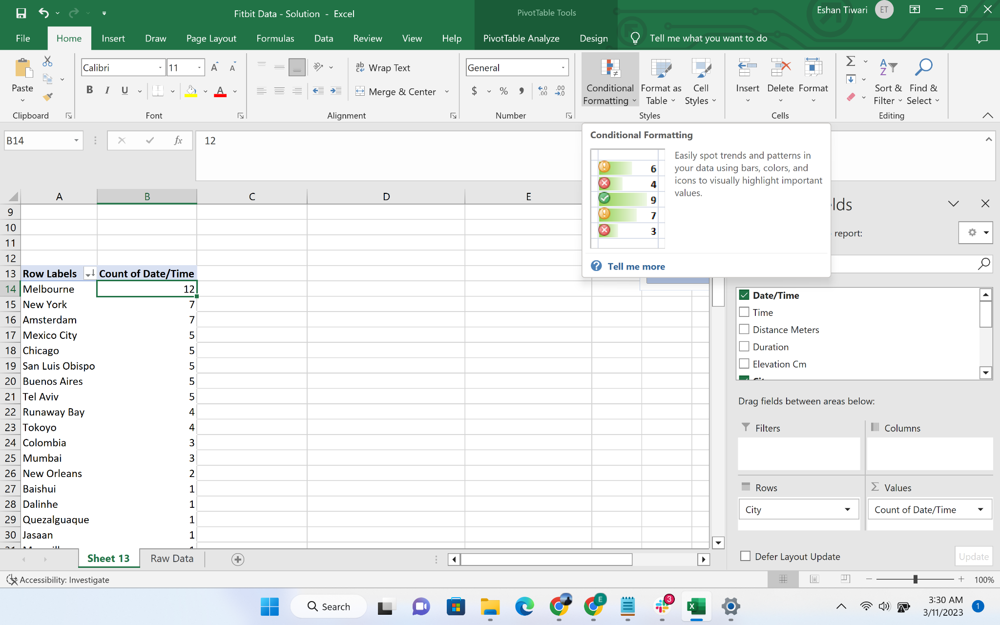 Fitbit Data - Solution - Excel
PivotTable Tools
Eshan Tiwari
ET
File
Home
Insert
Draw
Page Layout
Formulas
Data
Review
View
Help
PivotTable Analyze
Design
Tell me what you want to do
Paste
Clipboard
Calibri
11
B I U
Font
Wrap Text
Merge & Center
Alignment
General
$ % ,
Number
Conditional
Formatting
Format as
Table
Cell
Styles
Styles
Insert
Delete
Format
Cells
Sort &
Filter
Find &
Select
Editing
B14
fx
12
Conditional Formatting
Easily spot trends and patterns in
your data using bars, colors, and
icons to visually highlight important
values.
6
4
9
7
3
Tell me more
A B C D E
9
10
11
12
13 Row Labels Count of Date/Time
14 Melbourne 12
15 New York 7
16 Amsterdam 7
17 Mexico City 5
18 Chicago 5
19 San Luis Obispo 5
20 Buenos Aires 5
21 Tel Aviv 5
22 Runaway Bay 4
23 Tokoyo 4
24 Colombia 3
25 Mumbai 3
26 New Orleans 2
27 Baishui 1
28 Dalinhe 1
29 Quezalguaque 1
30 Jasaan 1
lds
report:
Date/Time
Time
Distance Meters
Duration
Elevation Cm
Drag fields between areas below:
Filters
Columns
Rows
Values
City
Count of Date/Time
Defer Layout Update
Update
Sheet 13
Raw Data
Accessibility: Investigate
100%
Search
E
3
3:30 AM
3/11/2023
1